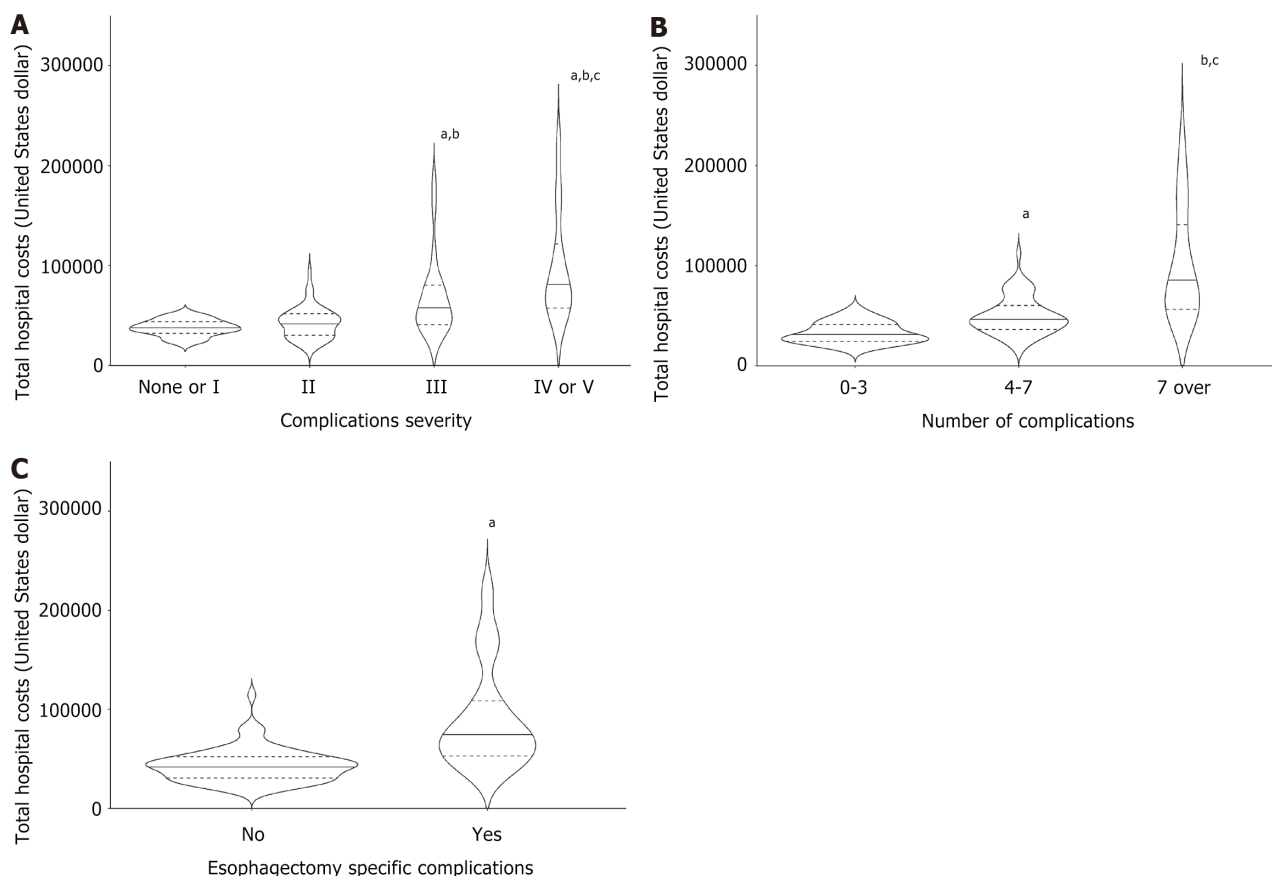 A
Total hospital costs (United States dollar)
300000
200000
100000
0
a,b
a,b,c
None or I
II
III
IV or V
Complications severity
B
Total hospital costs (United States dollar)
300000
200000
100000
0
a
b,c
0-3
4-7
7 over
Number of complications
C
Total hospital costs (United States dollar)
300000
200000
100000
0
a
No
Yes
Esophagectomy specific complications